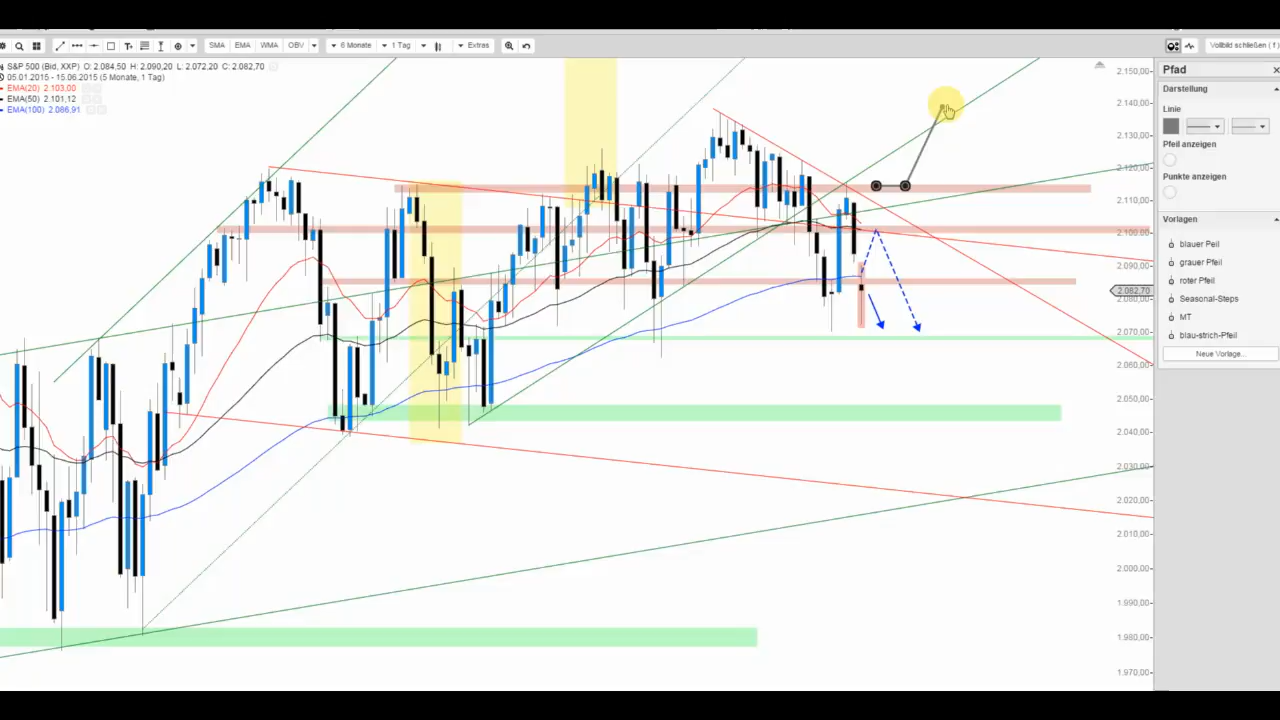 SMA EMA WMA OBV 6 Monate 1 Tag Extras Vollbild schließen ( f )
S&P 500 (Bid, XXP) O: 2.084,50 H: 2.090,20 L: 2.072,20 C: 2.082,70
05.01.2015 - 15.06.2015 (5 Monate, 1 Tag)
EMA(20) 2.103,00
EMA(50) 2.101,12
EMA(100) 2.086,91
2.150,00
2.140,00
2.130,00
2.120,00
2.110,00
2.100,00
2.090,00
2.082,70
2.080,00
2.070,00
2.060,00
2.050,00
2.040,00
2.030,00
2.020,00
2.010,00
2.000,00
1.990,00
1.980,00
1.970,00
Pfad
Darstellung
Linie
Pfeil anzeigen
Punkte anzeigen
Vorlagen
blauer Peil
grauer Pfeil
roter Pfeil
Seasonal-Steps
MT
blau-strich-Pfeil
Neue Vorlage...